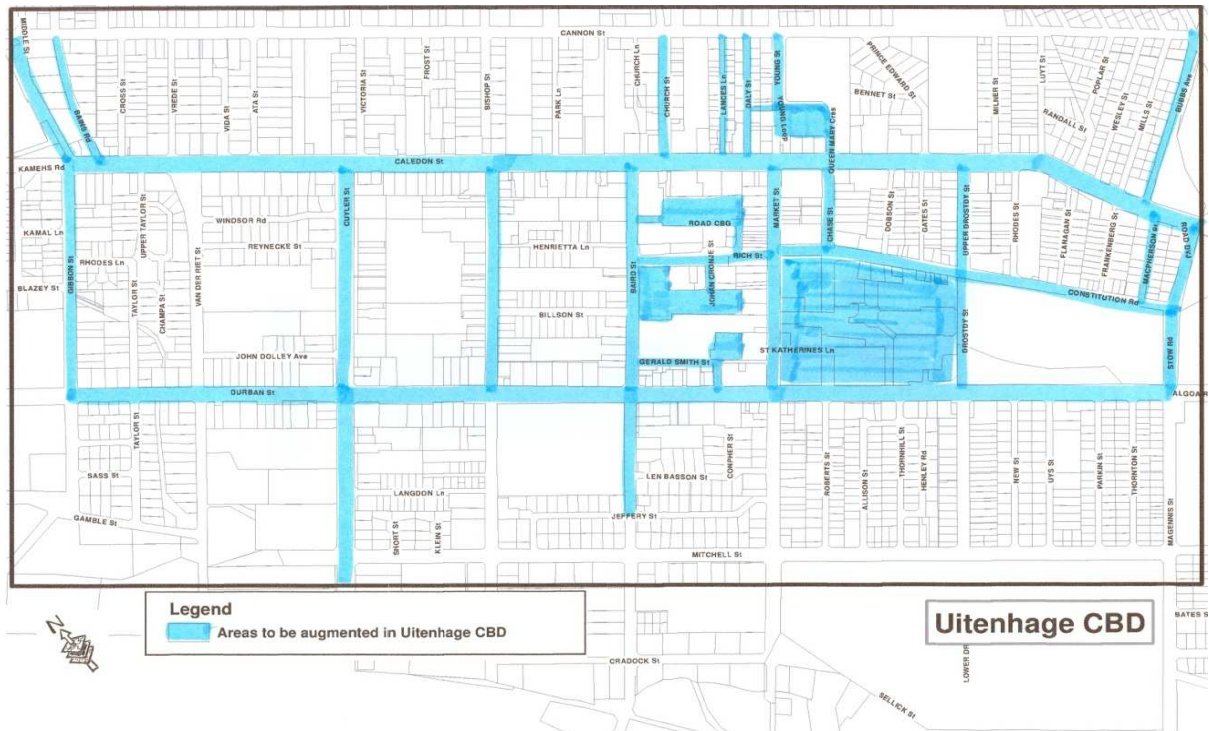 MIDDLE ST
CANNON ST
BAINS Rd
CROSS St
VREDE St
VIDA St
ATA St
VICTORIA St
FROST St
BISHOP St
PARK Ln
CHURCH Ln
CHURCH St
LANCES Ln
DALY St
YOUNG St
YOUNG Loop
QUEEN MARY Cres
PRINCE EDWARD St
BENNET St
MILNER St
LUYT St
RANDALL St
POPLAR St
WESLEY St
MILLS St
BUBBS Ave
KAMEHS Rd
CALEDON St
KAMAL Ln
BLAZEY St
GIBBON St
RHODES Ln
UPPER TAYLOR ST
TAYLOR ST
CHAMPA St
VAN DER RIET St
WINDSOR Rd
REYNECKE St
JOHN DOLLEY Ave
CUYLER St
HENRIETTA Ln
BILLSON St
BAIRD St
ROAD CBG
RICH St
JOHAN CRONJE St
GERALD SMITH St
MARKET St
CHASE St
ST KATHERINES Ln
DOBSON St
GATES St
UPPER DROSTDY ST
DROSTDY ST
RHODES St
FLANAGAN St
FRANKENBERG St
MACPHERSON St
ROAD GVJ
CONSTITUTION Rd
STOW Rd
DURBAN St
TAYLOR ST
SASS St
GAMBLE St
LANGDON Ln
SHORT St
KLEIN St
LEN BASSON ST
CONPHER St
JEFFERY St
MITCHELL St
ROBERTS St
ALLISON St
THORNHILL St
HENLEY Rd
NEW St
UYS St
PARKIN St
THORNTON St
MAGENNIS St
CRADOCK St
SELLICK St
N
Legend
Areas to be augmented in Uitenhage CBD
Uitenhage CBD